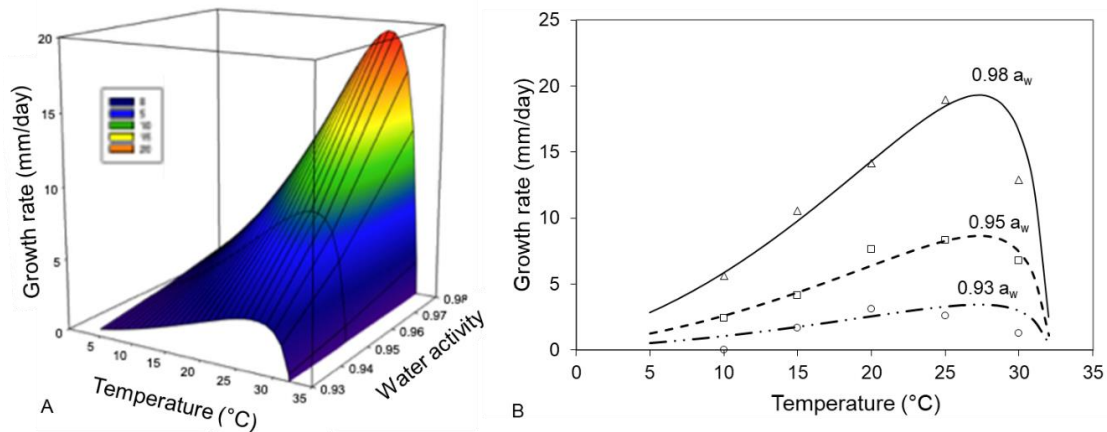 20
15
10
5
0
Growth rate (mm/day)
0
5
10
15
20
5
10
15
20
25
30
35
Temperature (°C)
0.93
0.94
0.95
0.96
0.97
0.98
Water activity
A
B
25
20
15
10
5
0
Growth rate (mm/day)
0.98 aw
0.95 aw
0.93 aw
0 5 10 15 20 25 30 35
Temperature (°C)